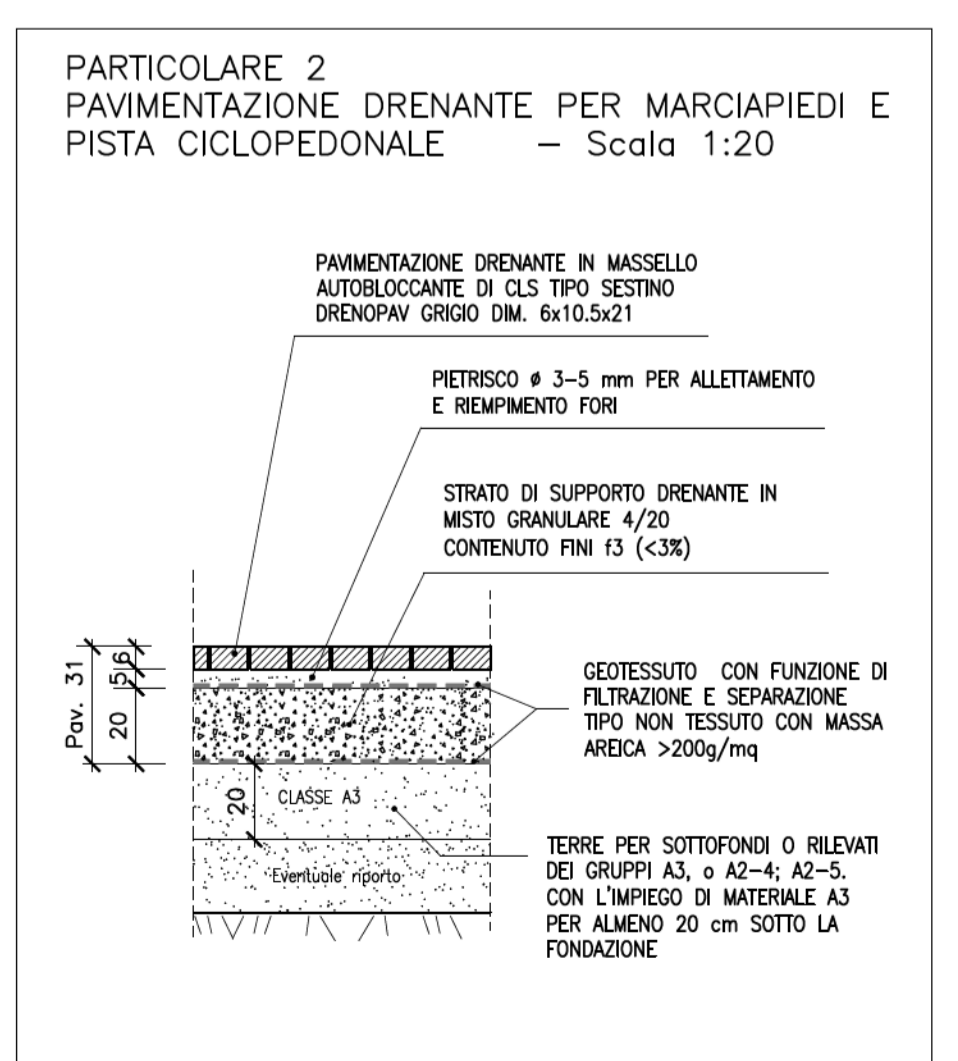 PARTICOLARE 2
PAVIMENTAZIONE DRENANTE PER MARCIAPIEDI E
PISTA CICLOPEDONALE – Scala 1:20
PAVIMENTAZIONE DRENANTE IN MASSELLO
AUTOBLOCCANTE DI CLS TIPO SESTINO
DRENOPAV GRIGIO DIM. 6x10.5x21
PIETRISCO ø 3–5 mm PER ALLETTAMENTO
E RIEMPIMENTO FORI
STRATO DI SUPPORTO DRENANTE IN
MISTO GRANULARE 4/20
CONTENUTO FINI f3 (<3%)
Pav. 31
6
5
20
GEOTESSUTO CON FUNZIONE DI
FILTRAZIONE E SEPARAZIONE
TIPO NON TESSUTO CON MASSA
AREICA >200g/mq
20
CLASSE A3
Eventuale riporto
TERRE PER SOTTOFONDI O RILEVATI
DEI GRUPPI A3, o A2–4; A2–5.
CON L'IMPIEGO DI MATERIALE A3
PER ALMENO 20 cm SOTTO LA
FONDAZIONE